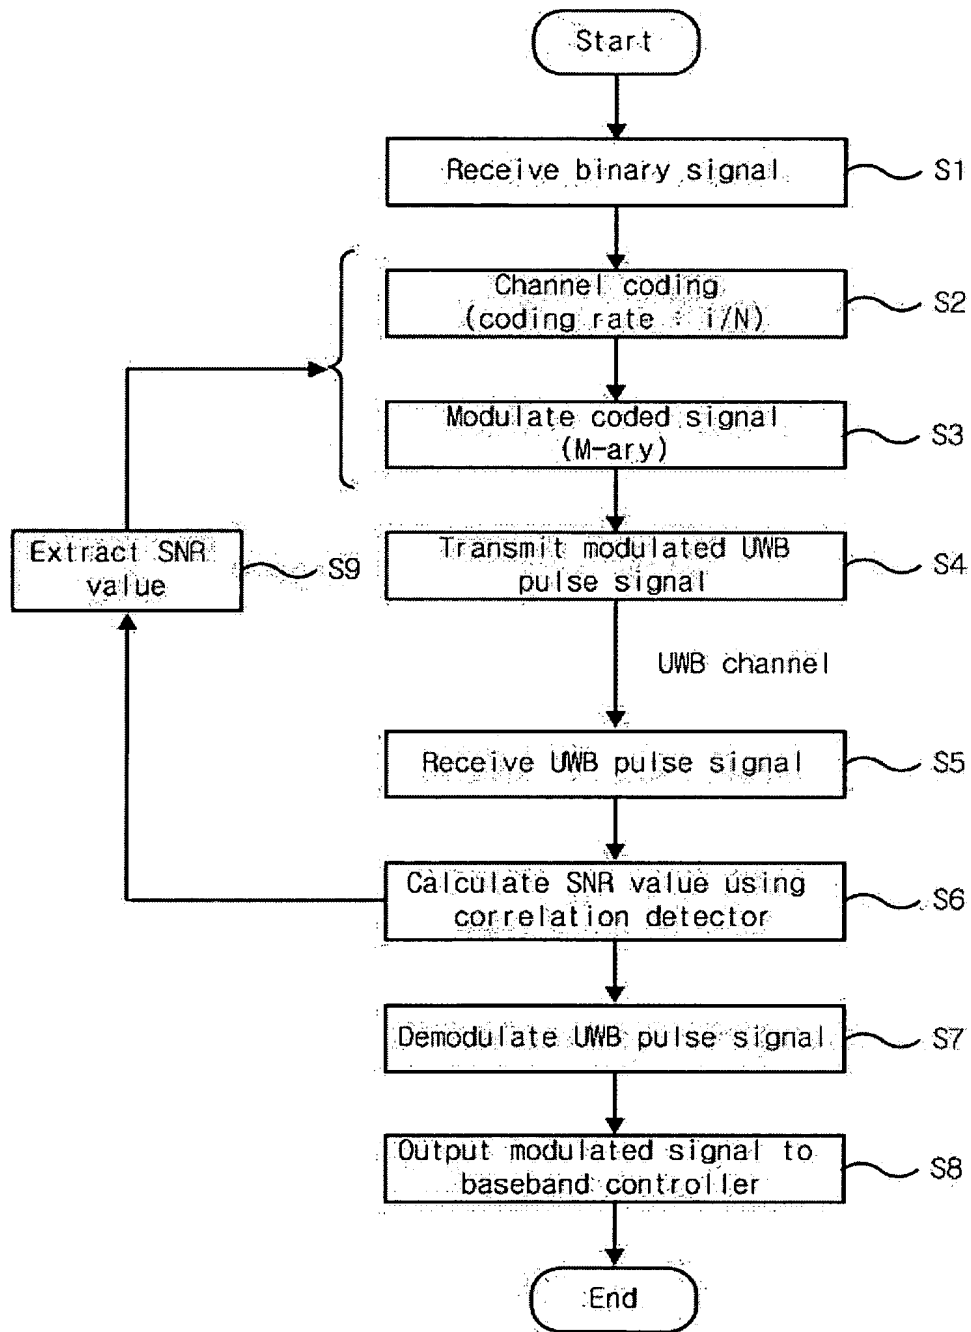 Start
Receive binary signal
S1
Channel coding
(coding rate : i/N)
S2
Modulate coded signal
(M-ary)
S3
Extract SNR
value
S9
Transmit modulated UWB
pulse signal
S4
UWB channel
Receive UWB pulse signal
S5
Calculate SNR value using
correlation detector
S6
Demodulate UWB pulse signal
S7
Output modulated signal to
baseband controller
S8
End